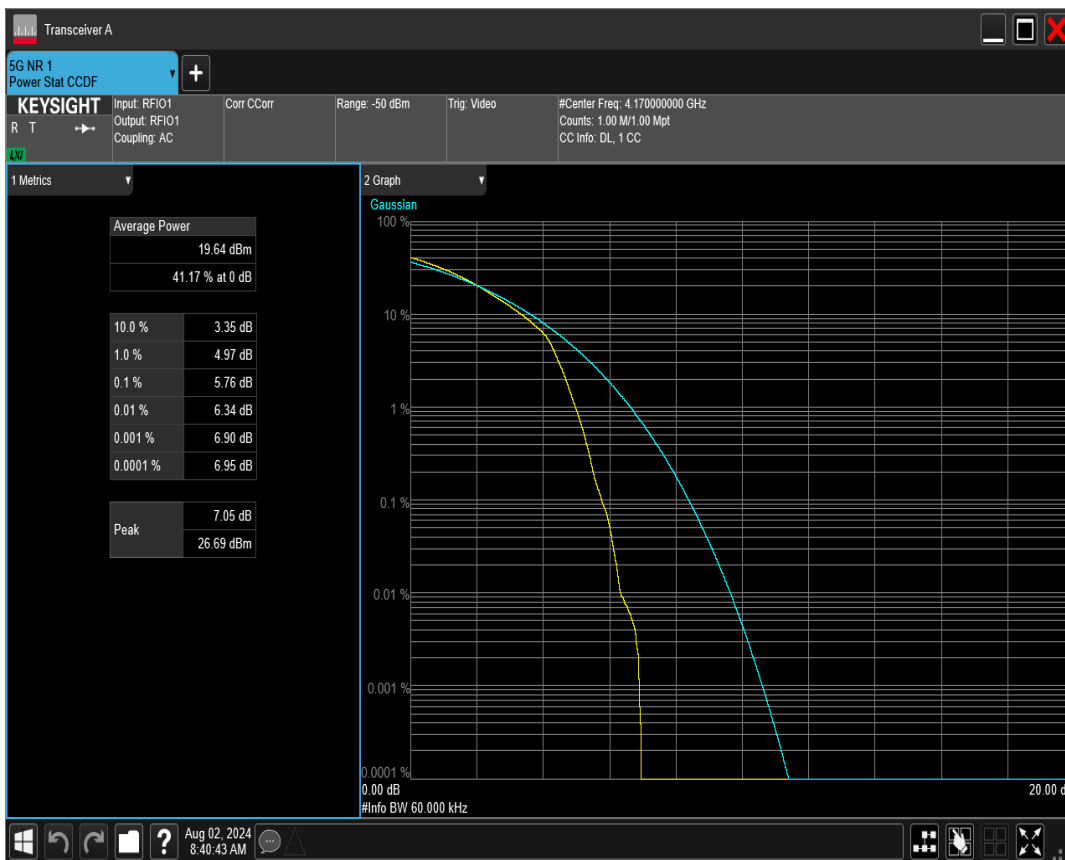 Transceiver A
5G NR 1
Power Stat CCDF
+
KEYSIGHT
R T
LXI
Input: RFIO1
Output: RFIO1
Coupling: AC
Corr CCorr
Range: -50 dBm
Trig: Video
#Center Freq: 4.170000000 GHz
Counts: 1.00 M/1.00 Mpt
CC Info: DL, 1 CC
1 Metrics
Average Power
19.64 dBm
41.17 % at 0 dB
10.0 % 3.35 dB
1.0 % 4.97 dB
0.1 % 5.76 dB
0.01 % 6.34 dB
0.001 % 6.90 dB
0.0001 % 6.95 dB
Peak
7.05 dB
26.69 dBm
2 Graph
Gaussian
100 %
10 %
1 %
0.1 %
0.01 %
0.001 %
0.0001 %
0.00 dB
20.00 d
#Info BW 60.000 kHz
?
Aug 02, 2024
8:40:43 AM